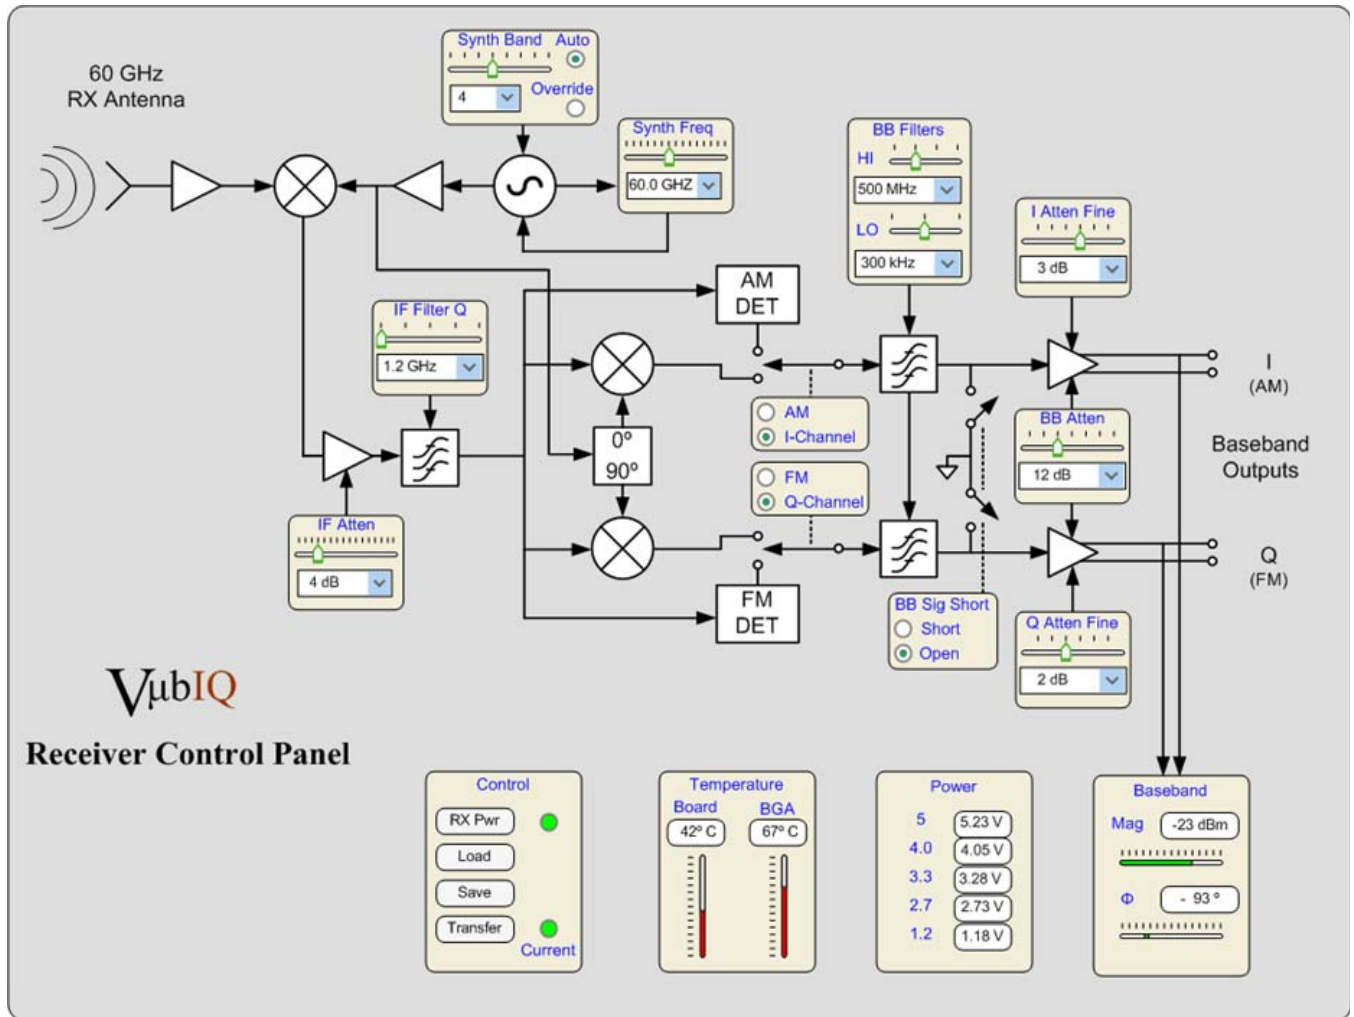 60 GHz
RX Antenna
Synth Band
Auto
4
Override
Synth Freq
60.0 GHZ
BB Filters
HI
500 MHz
LO
300 kHz
I Atten Fine
3 dB
AM
DET
IF Filter Q
1.2 GHz
AM
I-Channel
I
(AM)
BB Atten
12 dB
Baseband
Outputs
0º
90º
FM
Q-Channel
IF Atten
4 dB
Q
(FM)
FM
DET
BB Sig Short
Short
Open
Q Atten Fine
2 dB
VμbIQ
Receiver Control Panel
Control
RX Pwr
Load
Save
Transfer
Current
Temperature
Board
BGA
42º C
67º C
Power
5
5.23 V
4.0
4.05 V
3.3
3.28 V
2.7
2.73 V
1.2
1.18 V
Baseband
Mag
-23 dBm
Φ
- 93 º